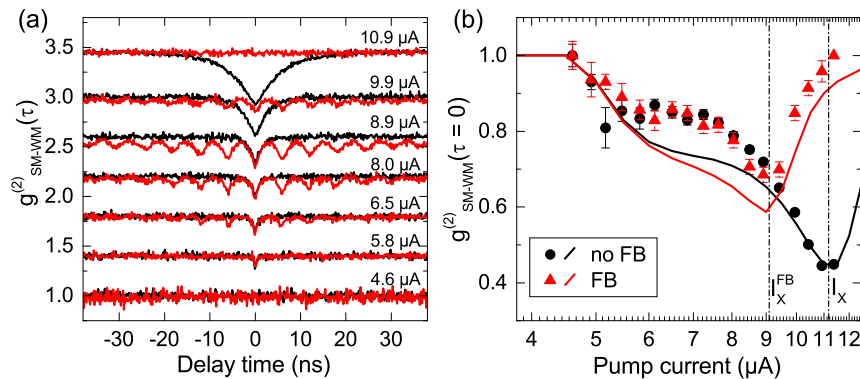 (a)
g(2)SM-WM(τ)
3.5
3.0
2.5
2.0
1.5
1.0
10.9 µA
9.9 µA
8.9 µA
8.0 µA
6.5 µA
5.8 µA
4.6 µA
-30 -20 -10 0 10 20 30
Delay time (ns)
(b)
g(2)SM-WM(τ = 0)
1.0
0.8
0.6
0.4
no FB
FB
IXFB
IX
4 5 6 7 8 9 10 11 12
Pump current (µA)